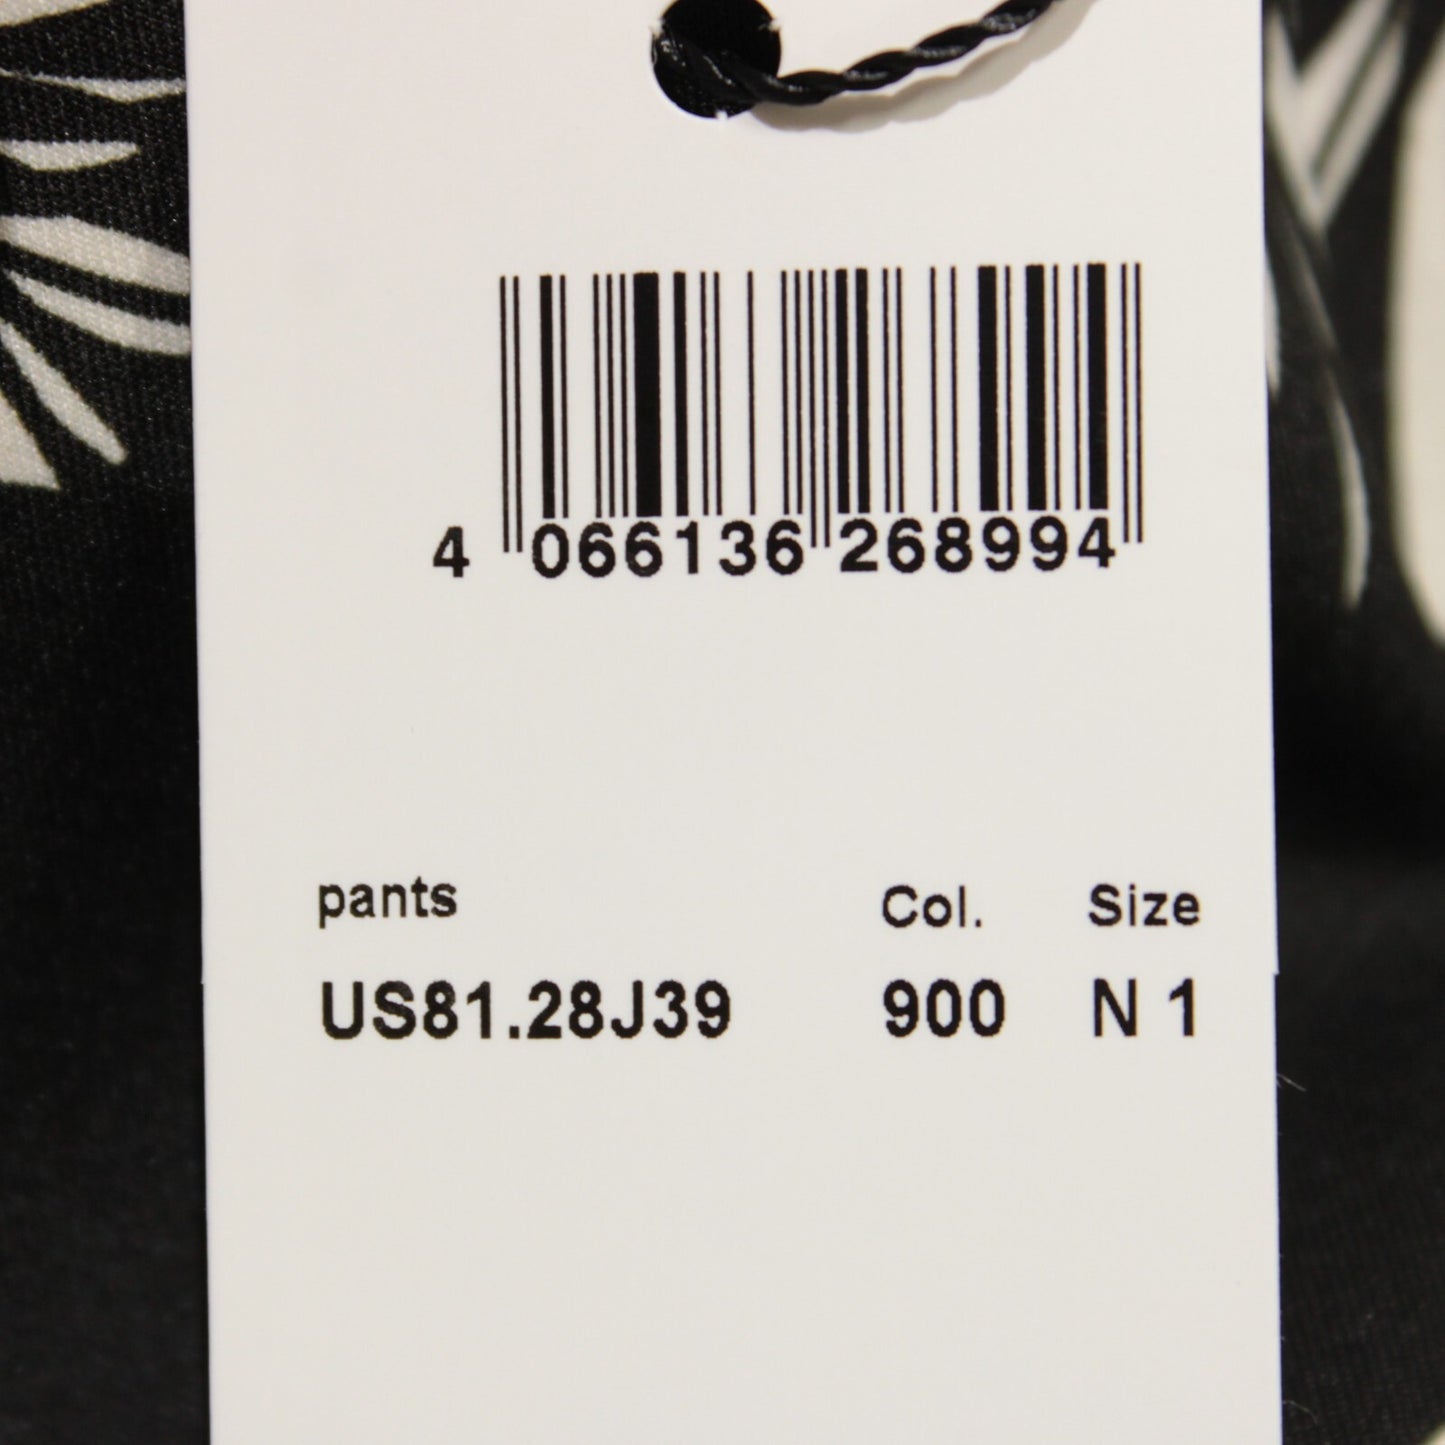 4 066136 268994
pants Col. Size
US81.28J39 900 N 1